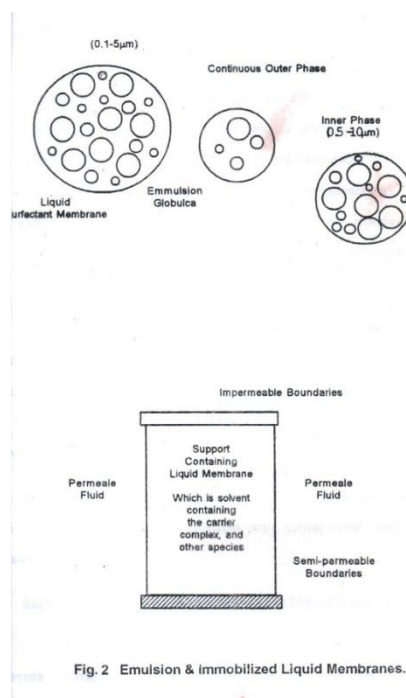 (0.1-5µm)
Continuous Outer Phase
Inner Phase
(0.5-10µm)
Liquid
urfactant Membrane
Emmulsion
Globulca
Impermeable Boundaries
Support
Containing
Liquid Membrane
Which is solvent
containing
the carrier
complex, and
other species
Permeale
Fluid
Permeale
Fluid
Semi-permeable
Boundaries
Fig. 2 Emulsion & immobilized Liquid Membranes.